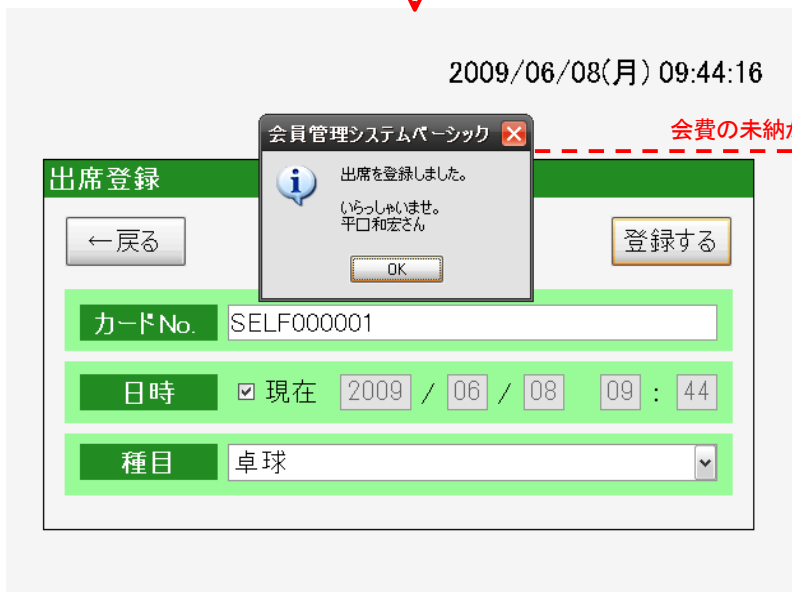 2009/06/08(月) 09:44:16
会費の未納
会員管理システムベーシック
出席登録
出席を登録しました。
いらっしゃいませ。
平口和宏さん
OK
←戻る
登録する
カードNo. SELF000001
日時 現在 2009 / 06 / 08 09 : 44
種目 卓球